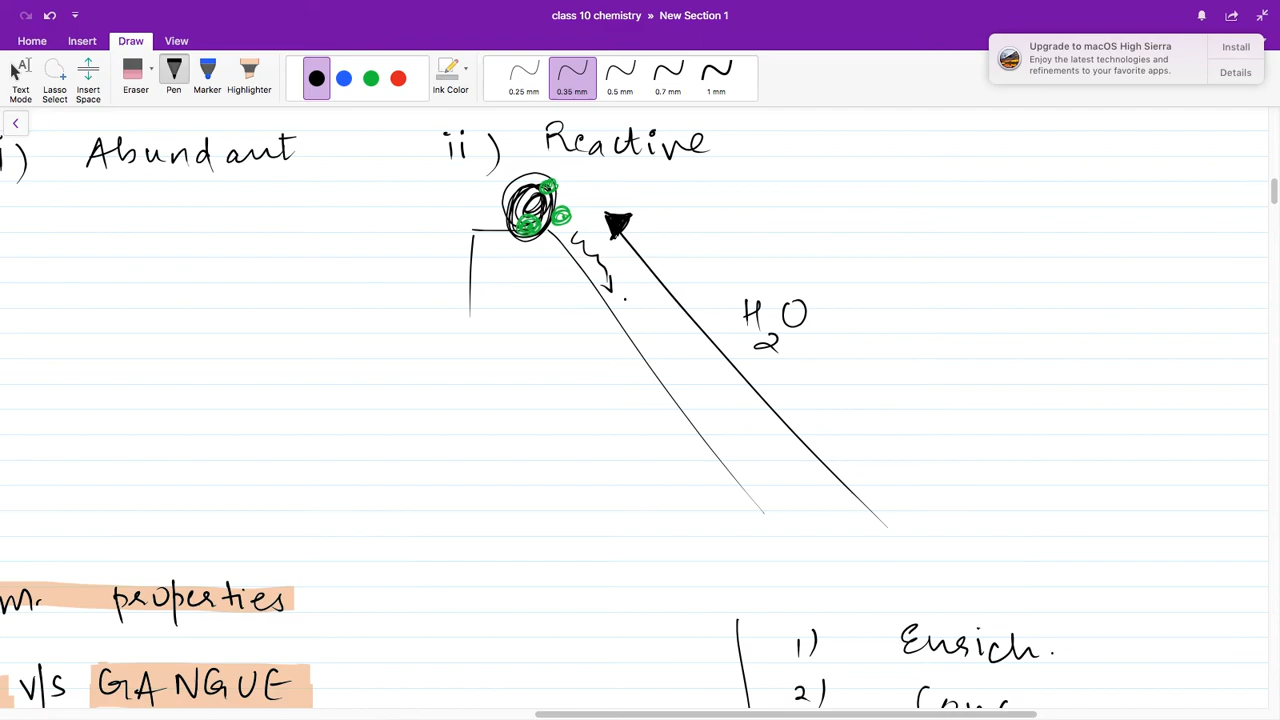 class 10 chemistry » New Section 1
Home Insert Draw View
Upgrade to macOS High Sierra
Enjoy the latest technologies and
refinements to your favorite apps.
Install
Details
Text Mode
Lasso Select
Insert Space
Eraser
Pen
Marker
Highlighter
Ink Color
0.25 mm
0.35 mm
0.5 mm
0.7 mm
1 mm
i) Abundant ii) Reactive
H2O
m. properties
1) Enrich.
v/s GANGUE
2)